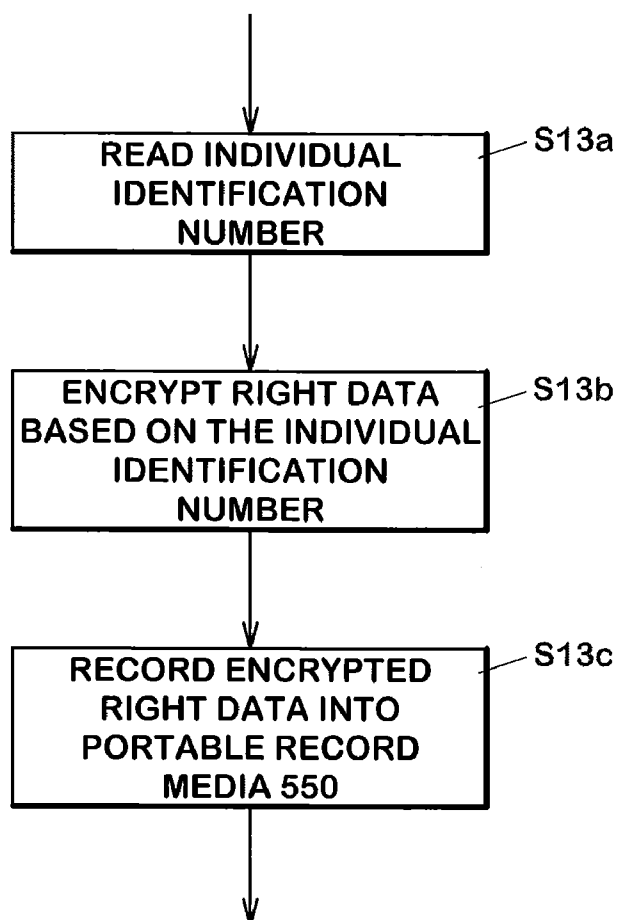 READ INDIVIDUAL
IDENTIFICATION
NUMBER
S13a
ENCRYPT RIGHT DATA
BASED ON THE INDIVIDUAL
IDENTIFICATION
NUMBER
S13b
RECORD ENCRYPTED
RIGHT DATA INTO
PORTABLE RECORD
MEDIA 550
S13c